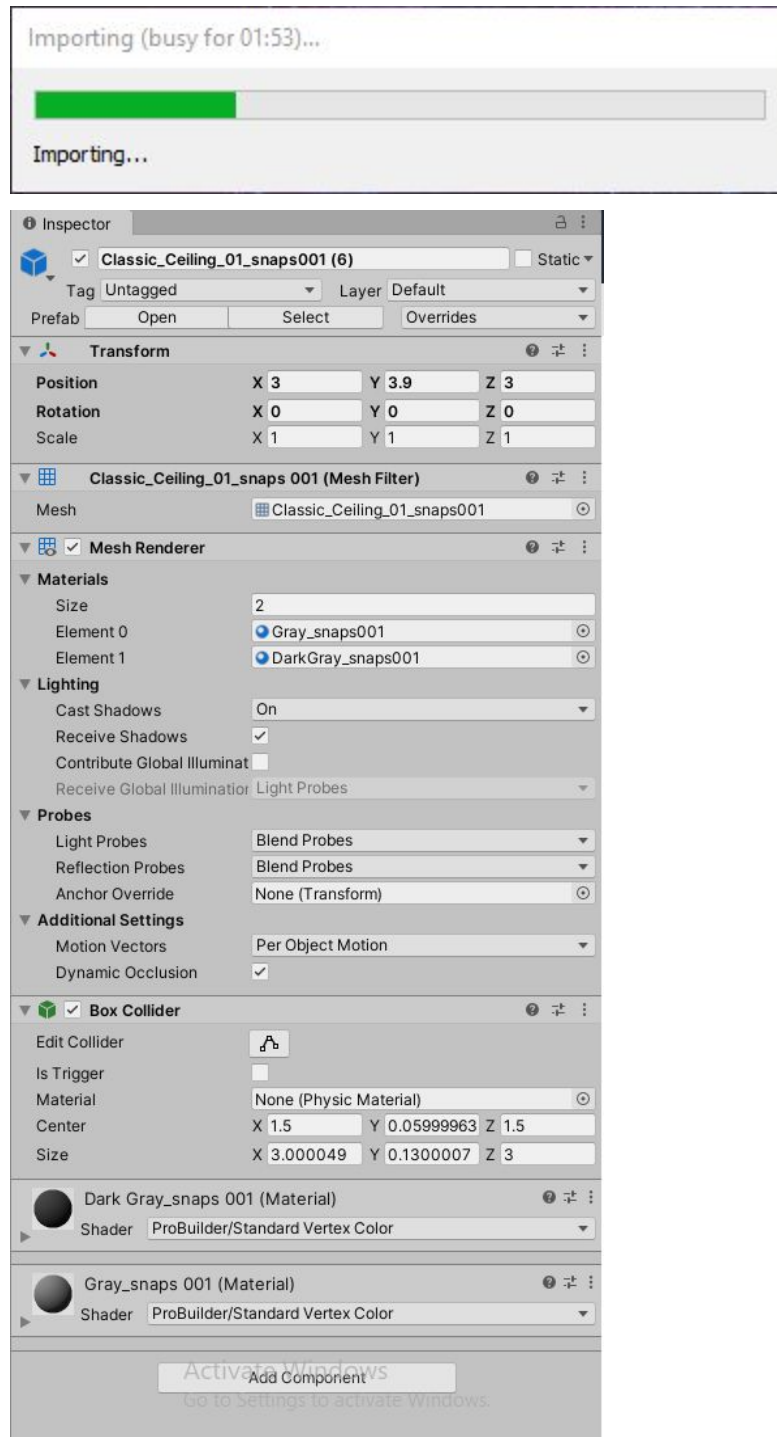 Importing (busy for 01:53)...
Importing...
Inspector
Classic_Ceiling_01_snaps001 (6) Static
Tag Untagged Layer Default
Prefab Open Select Overrides
Transform
Position X 3 Y 3.9 Z 3
Rotation X 0 Y 0 Z 0
Scale X 1 Y 1 Z 1
Classic_Ceiling_01_snaps 001 (Mesh Filter)
Mesh Classic_Ceiling_01_snaps001
Mesh Renderer
Materials
Size 2
Element 0 Gray_snaps001
Element 1 DarkGray_snaps001
Lighting
Cast Shadows On
Receive Shadows
Contribute Global Illuminat
Receive Global Illumination Light Probes
Probes
Light Probes Blend Probes
Reflection Probes Blend Probes
Anchor Override None (Transform)
Additional Settings
Motion Vectors Per Object Motion
Dynamic Occlusion
Box Collider
Edit Collider
Is Trigger
Material None (Physic Material)
Center X 1.5 Y 0.05999963 Z 1.5
Size X 3.000049 Y 0.1300007 Z 3
Dark Gray_snaps 001 (Material)
Shader ProBuilder/Standard Vertex Color
Gray_snaps 001 (Material)
Shader ProBuilder/Standard Vertex Color
Activate Windows
Add Component
Go to Settings to activate Windows.